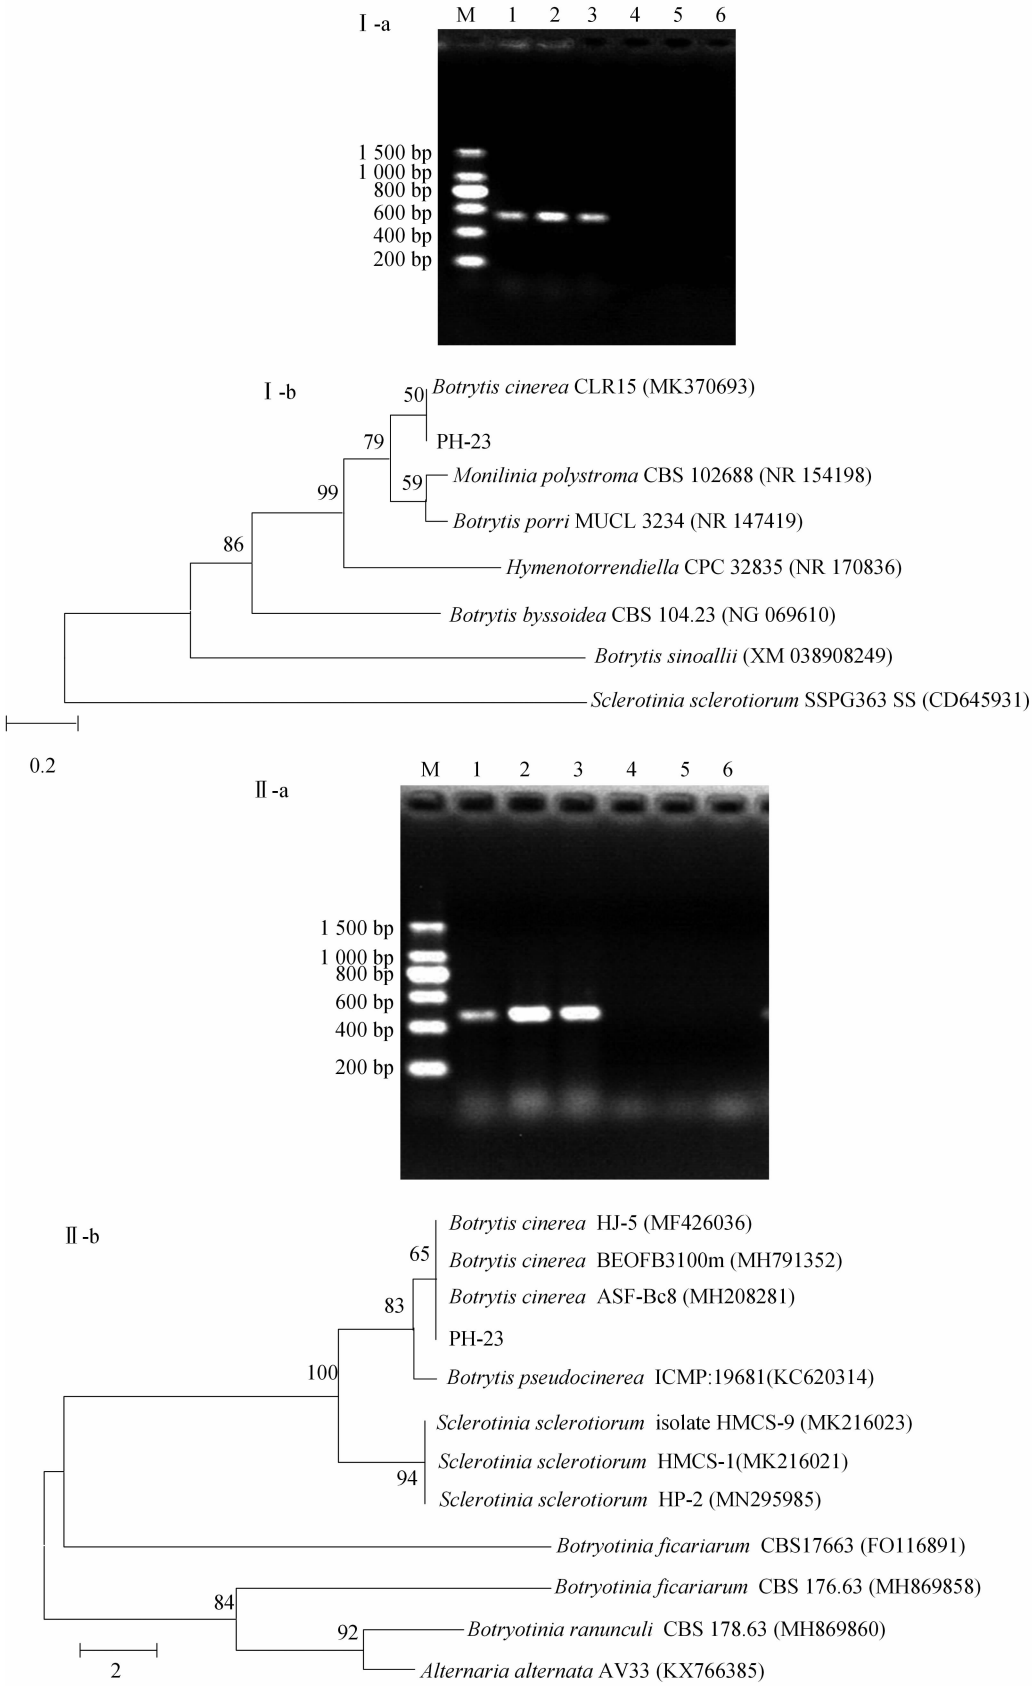 Ⅰ-a
M 1 2 3 4 5 6
1 500 bp
1 000 bp
800 bp
600 bp
400 bp
200 bp
Ⅰ-b
50
Botrytis cinerea CLR15 (MK370693)
79
PH-23
59
Monilinia polystroma CBS 102688 (NR 154198)
99
Botrytis porri MUCL 3234 (NR 147419)
86
Hymenotorrendiella CPC 32835 (NR 170836)
Botrytis byssoidea CBS 104.23 (NG 069610)
Botrytis sinoallii (XM 038908249)
Sclerotinia sclerotiorum SSPG363 SS (CD645931)
0.2
Ⅱ-a
M 1 2 3 4 5 6
1 500 bp
1 000 bp
800 bp
600 bp
400 bp
200 bp
Ⅱ-b
Botrytis cinerea HJ-5 (MF426036)
65
Botrytis cinerea BEOFB3100m (MH791352)
83
Botrytis cinerea ASF-Bc8 (MH208281)
PH-23
100
Botrytis pseudocinerea ICMP:19681(KC620314)
Sclerotinia sclerotiorum isolate HMCS-9 (MK216023)
Sclerotinia sclerotiorum HMCS-1(MK216021)
94
Sclerotinia sclerotiorum HP-2 (MN295985)
Botryotinia ficariarum CBS17663 (FO116891)
Botryotinia ficariarum CBS 176.63 (MH869858)
84
Botryotinia ranunculi CBS 178.63 (MH869860)
92
Alternaria alternata AV33 (KX766385)
2